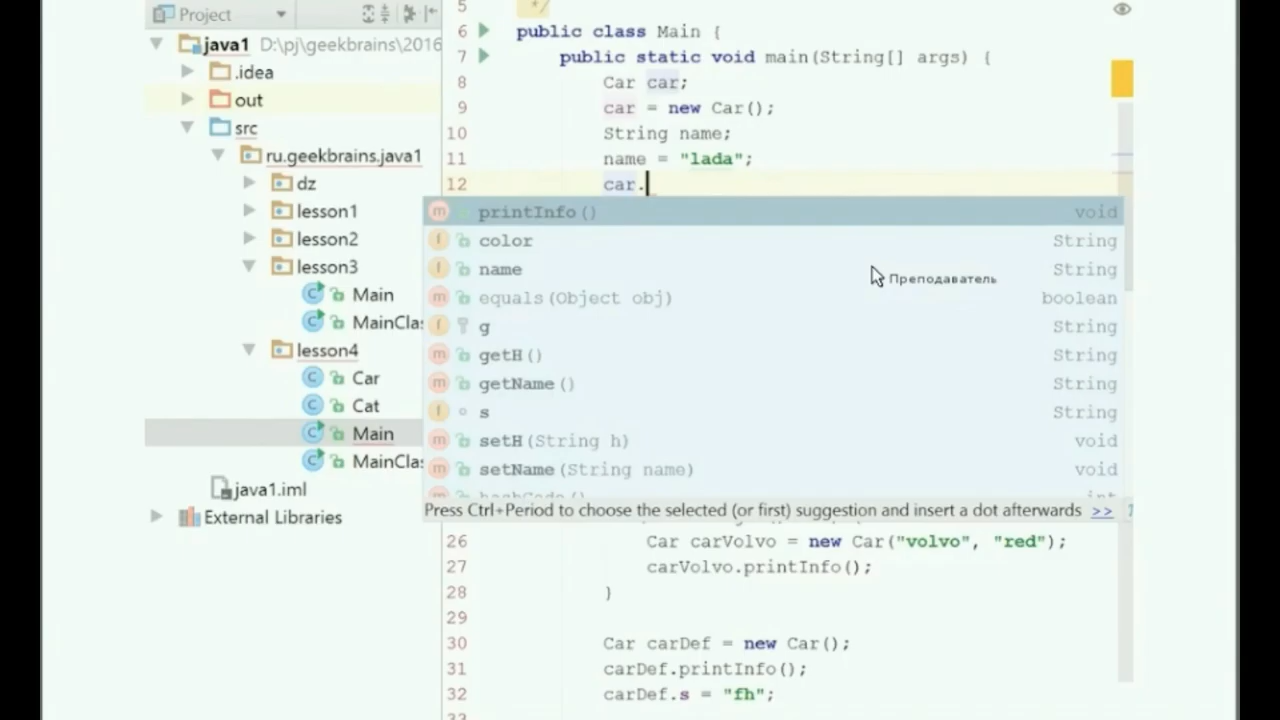 Project
java1 D:\pj\geekbrains\2016
.idea
out
src
ru.geekbrains.java1
dz
lesson1
lesson2
lesson3
Main
MainClas
lesson4
Car
Cat
Main
MainClas
java1.iml
External Libraries
5 */
6 public class Main {
7 public static void main(String[] args) {
8 Car car;
9 car = new Car();
10 String name;
11 name = "lada";
12 car.
m printInfo() void
f color String
f name String
Преподаватель
m equals(Object obj) boolean
f g String
m getH() String
m getName() String
f s String
m setH(String h) void
m setName(String name) void
Press Ctrl+Period to choose the selected (or first) suggestion and insert a dot afterwards >>
26 Car carVolvo = new Car("volvo", "red");
27 carVolvo.printInfo();
28 }
29
30 Car carDef = new Car();
31 carDef.printInfo();
32 carDef.s = "fh";